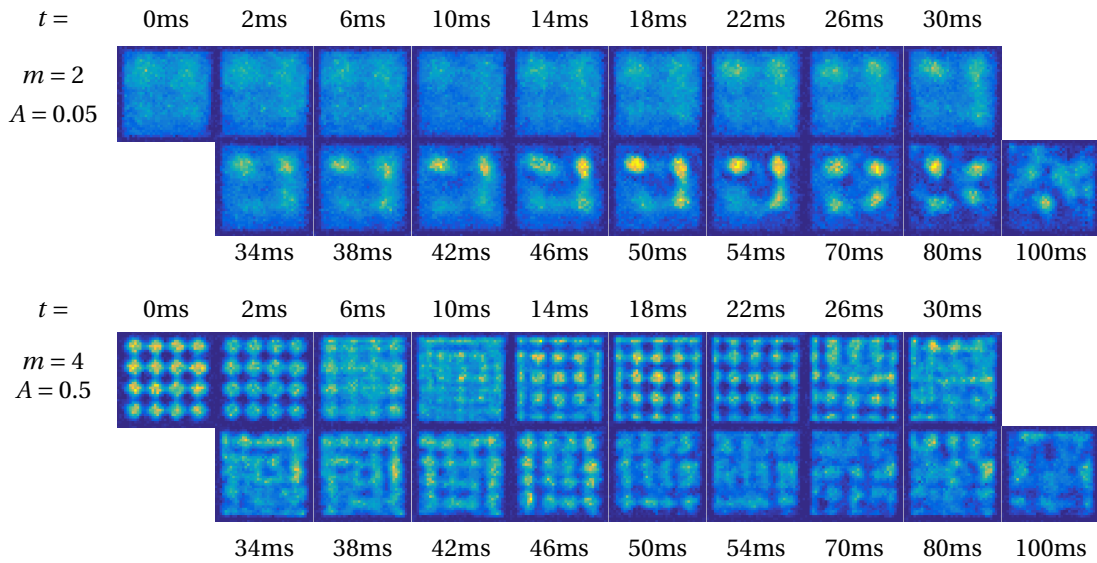 t = 0ms 2ms 6ms 10ms 14ms 18ms 22ms 26ms 30ms
m = 2
A = 0.05
34ms 38ms 42ms 46ms 50ms 54ms 70ms 80ms 100ms
t = 0ms 2ms 6ms 10ms 14ms 18ms 22ms 26ms 30ms
m = 4
A = 0.5
34ms 38ms 42ms 46ms 50ms 54ms 70ms 80ms 100ms